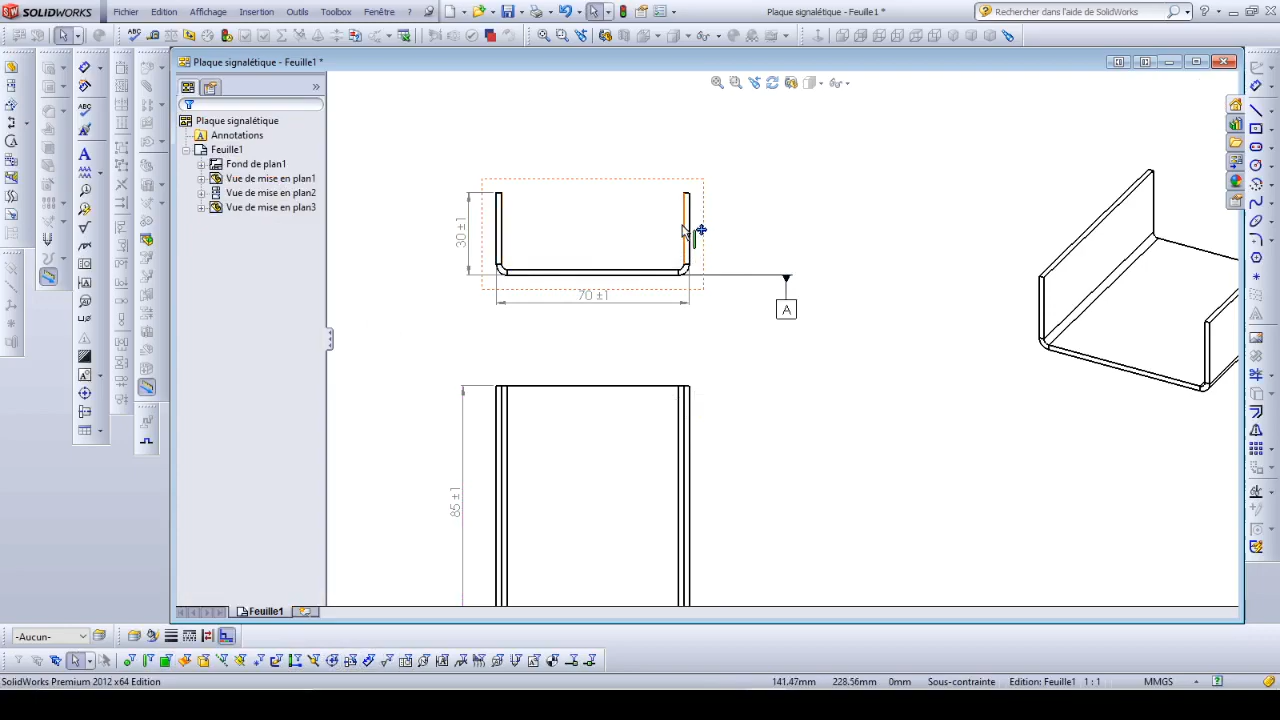 SOLIDWORKS Fichier Edition Affichage Insertion Outils Toolbox Fenêtre ? Plaque signalétique - Feuille1 * Rechercher dans l'aide de SolidWorks ?
Plaque signalétique - Feuille1 *
Plaque signalétique
Annotations
Feuille1
Fond de plan1
Vue de mise en plan1
Vue de mise en plan2
Vue de mise en plan3
30 ±1
70 ±1
A
85 ±1
Feuille1
-Aucun-
SolidWorks Premium 2012 x64 Edition 141.47mm 228.56mm 0mm Sous-contrainte Edition: Feuille1 1 : 1 MMGS